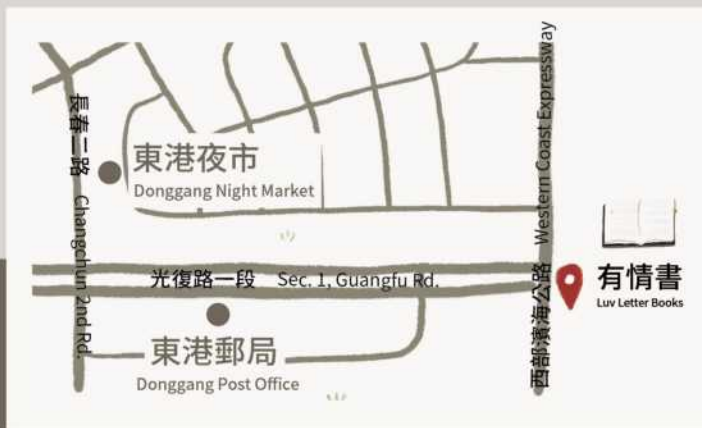 長春二路 Changchun 2nd Rd.
東港夜市
Donggang Night Market
西部濱海公路 Western Coast Expressway
光復路一段 Sec. 1, Guangfu Rd.
有情書
Luv Letter Books
東港郵局
Donggang Post Office